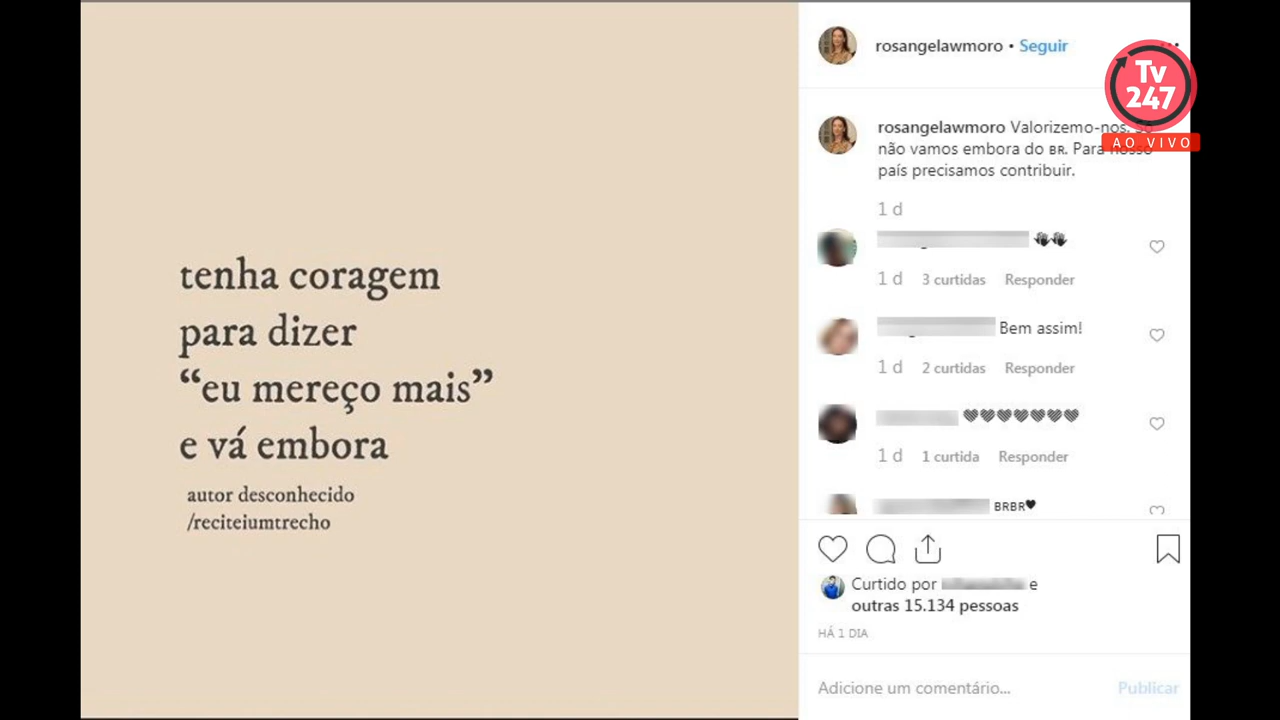 tenha coragem
para dizer
“eu mereço mais”
e vá embora
autor desconhecido
/reciteiumtrecho
rosangelawmoro • Seguir
Tv
247
AO VIVO
rosangelawmoro Valorizemo-nos. Só
não vamos embora do BR. Para nosso
país precisamos contribuir.
1 d
1 d 3 curtidas Responder
Bem assim!
1 d 2 curtidas Responder
1 d 1 curtida Responder
BRBR
Curtido por e
outras 15.134 pessoas
HÁ 1 DIA
Adicione um comentário... Publicar